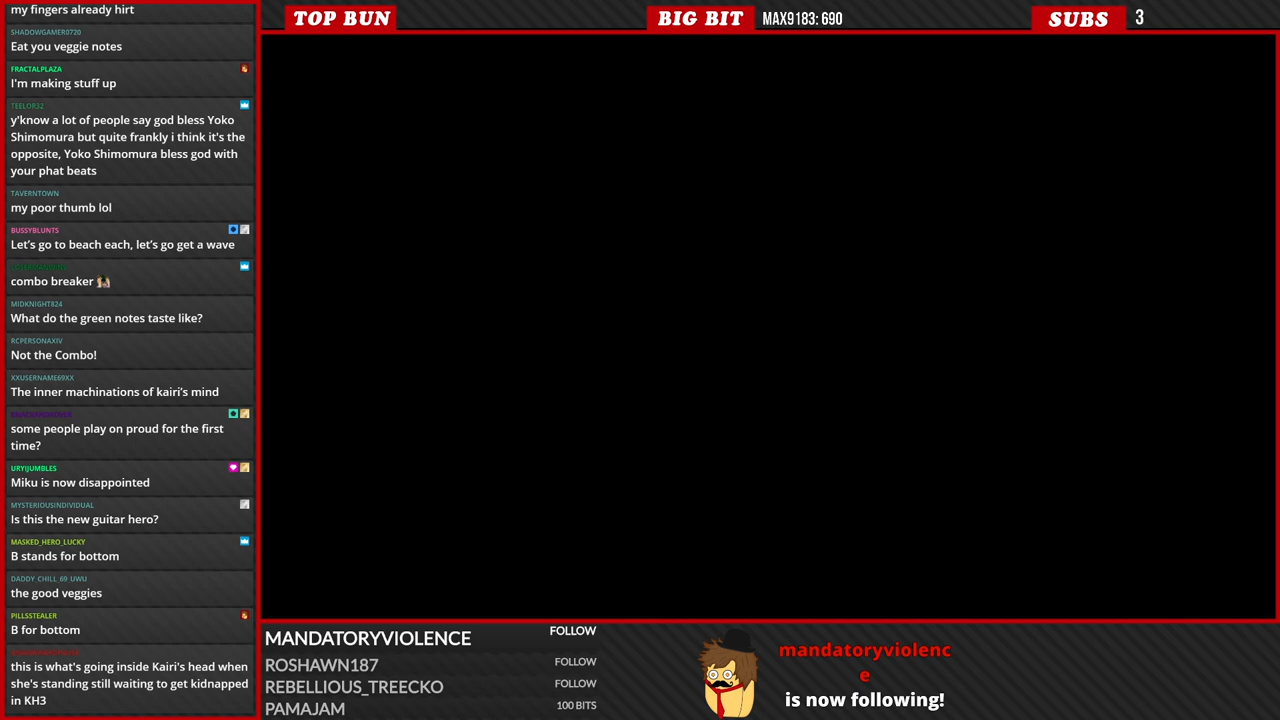 TOP BUN
BIG BIT
MAX9183: 690
SUBS
3
my fingers already hirt
SHADOWGAMER0720
Eat you veggie notes
FRACTALPLAZA
I'm making stuff up
TEELOR32
y'know a lot of people say god bless Yoko
Shimomura but quite frankly i think it's the
opposite, Yoko Shimomura bless god with
your phat beats
TAVERNTOWN
my poor thumb lol
BUSSYBLUNTS
Let's go to beach each, let's go get a wave
combo breaker
MIDKNIGHT824
What do the green notes taste like?
RCPERSONAXIV
Not the Combo!
XXUSERNAME69XX
The inner machinations of kairi's mind
some people play on proud for the first
time?
URYIJUMBLES
Miku is now disappointed
MYSTERIOUSINDIVIDUAL
Is this the new guitar hero?
MASKED_HERO_LUCKY
B stands for bottom
DADDY_CHILL_69_UWU
the good veggies
PILLSSTEALER
B for bottom
this is what's going inside Kairi's head when
she's standing still waiting to get kidnapped
in KH3
MANDATORYVIOLENCE FOLLOW
ROSHAWN187 FOLLOW
REBELLIOUS_TREECKO FOLLOW
PAMAJAM 100 BITS
mandatoryviolenc
e
is now following!